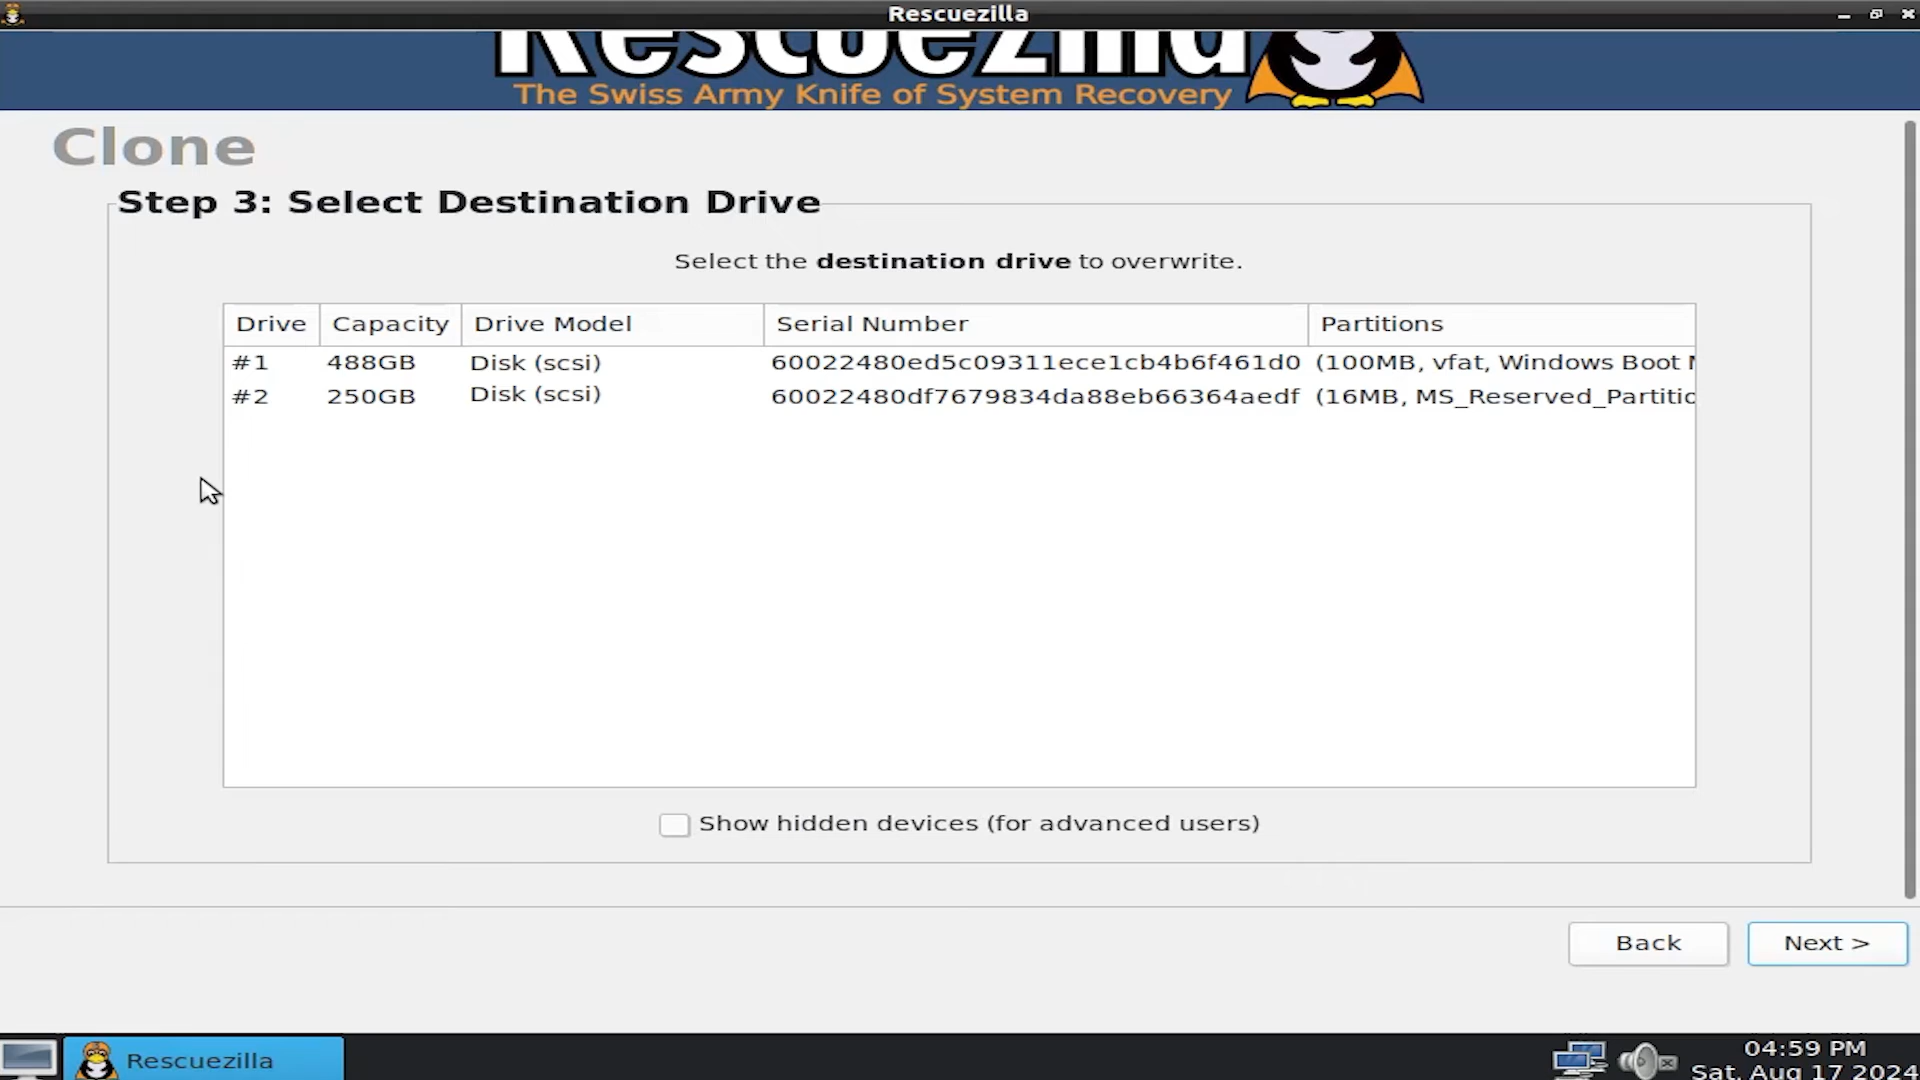 Rescuezilla
Rescuezilla
The Swiss Army Knife of System Recovery
Clone
Step 3: Select Destination Drive
Select the destination drive to overwrite.
Drive Capacity Drive Model Serial Number Partitions
#1 488GB Disk (scsi) 60022480ed5c09311ece1cb4b6f461d0 (100MB, vfat, Windows Boot
#2 250GB Disk (scsi) 60022480df7679834da88eb66364aedf (16MB, MS_Reserved_Partitio
Show hidden devices (for advanced users)
Back Next >
Rescuezilla
04:59 PM
Sat, Aug 17 2024